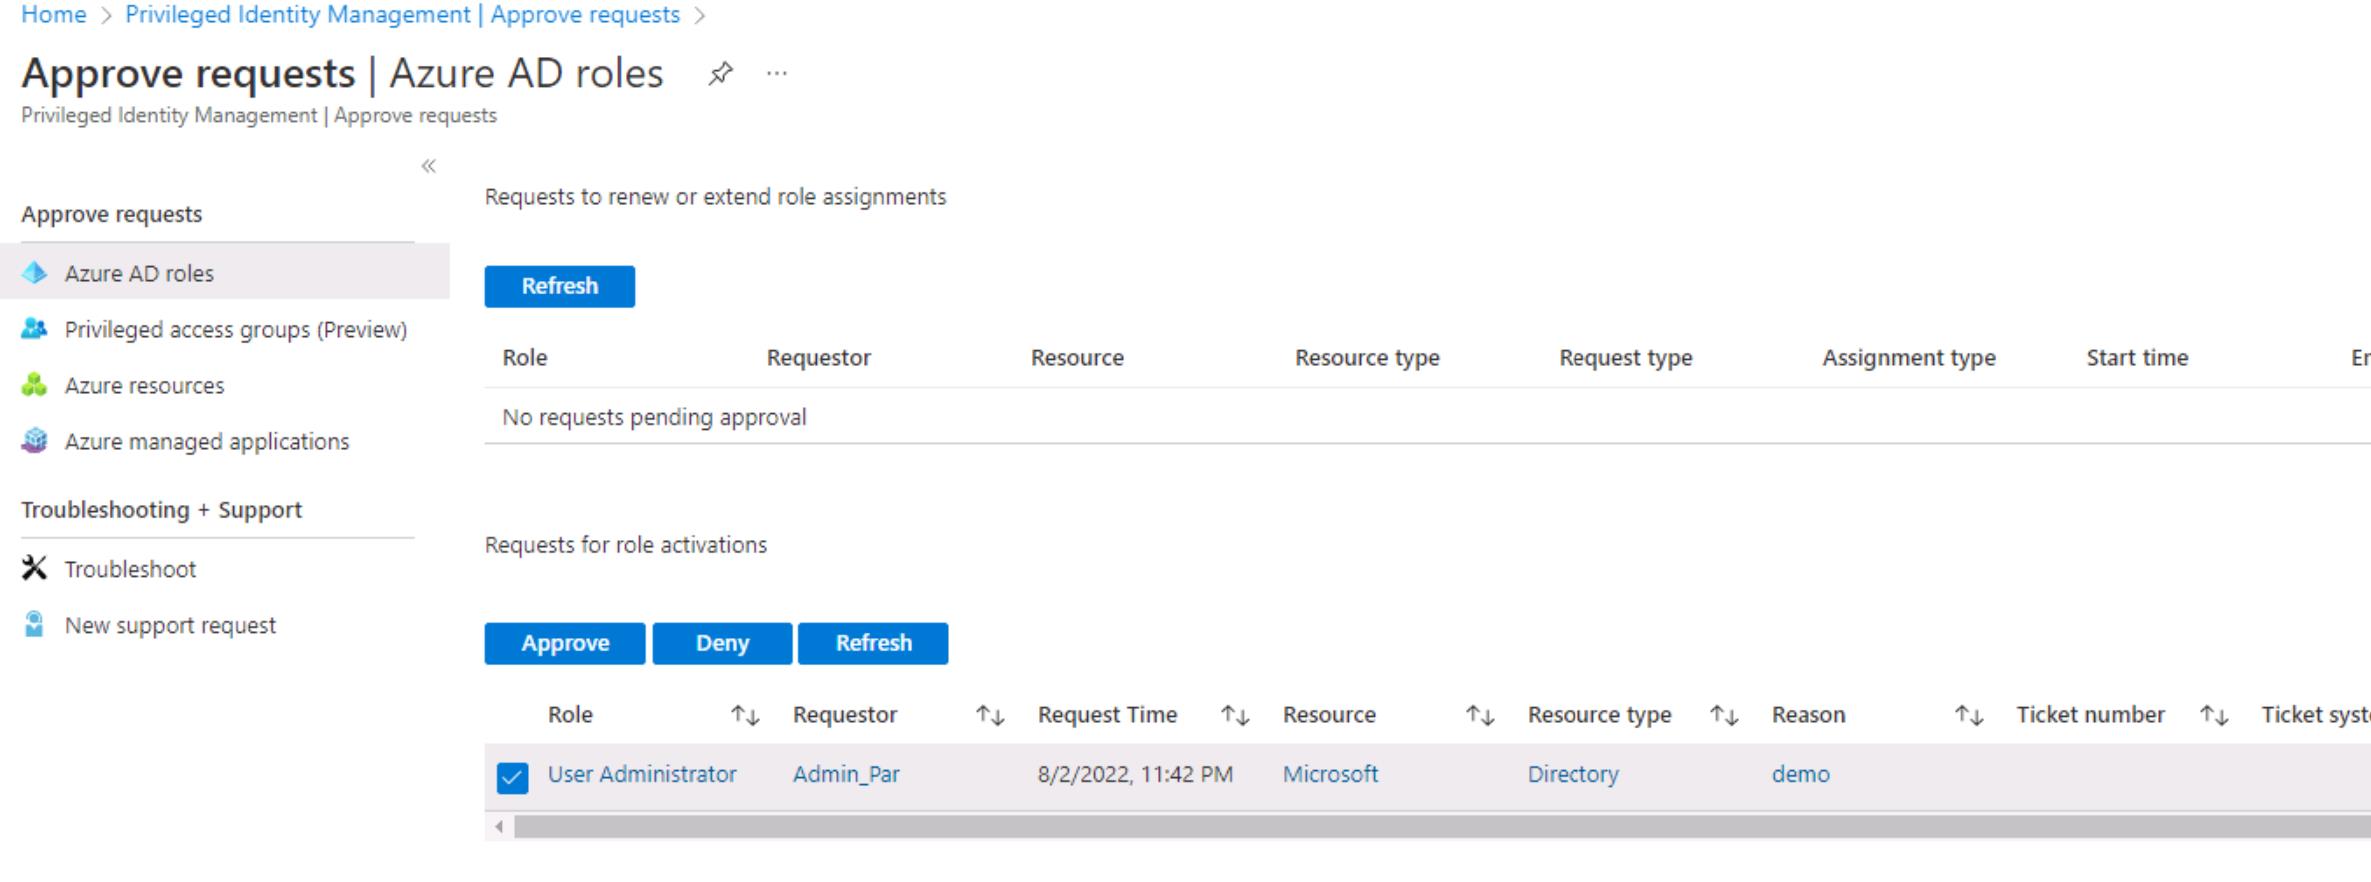 Home > Privileged Identity Management | Approve requests >
Approve requests | Azure AD roles
Privileged Identity Management | Approve requests
Approve requests
Azure AD roles
Privileged access groups (Preview)
Azure resources
Azure managed applications
Troubleshooting + Support
Troubleshoot
New support request
Requests to renew or extend role assignments
Refresh
Role Requestor Resource Resource type Request type Assignment type Start time
No requests pending approval
Requests for role activations
Approve Deny Refresh
Role Requestor Request Time Resource Resource type Reason Ticket number Ticket
User Administrator Admin_Par 8/2/2022, 11:42 PM Microsoft Directory demo